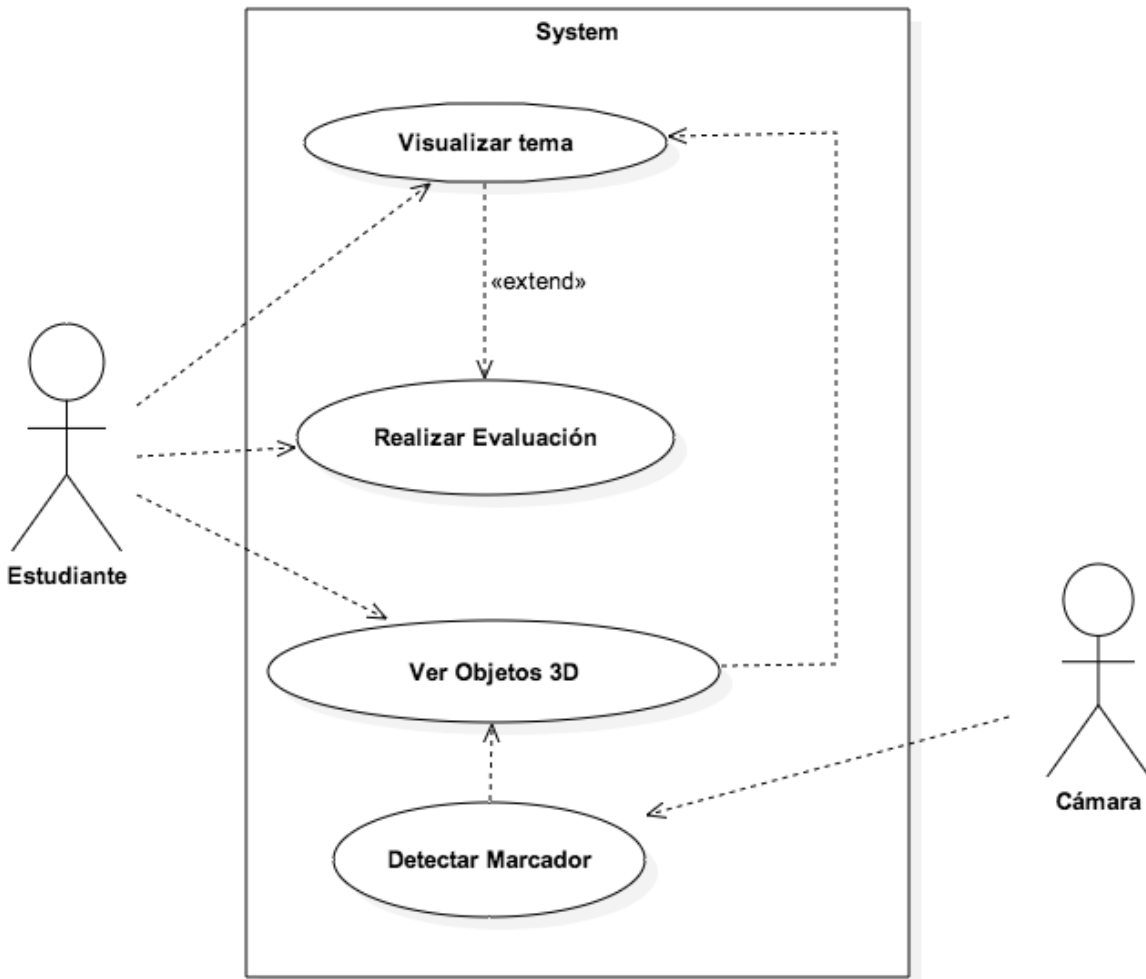 System
Visualizar tema
«extend»
Realizar Evaluación
Estudiante
Ver Objetos 3D
Cámara
Detectar Marcador